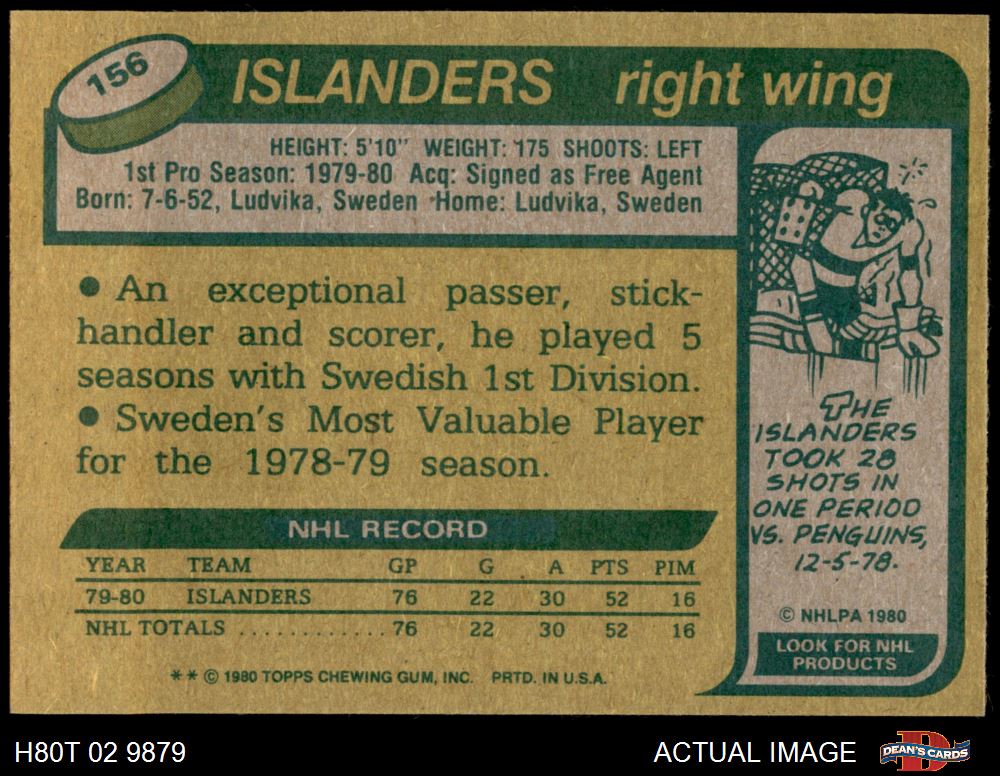 156
ISLANDERS right wing
HEIGHT: 5'10" WEIGHT: 175 SHOOTS: LEFT
1st Pro Season: 1979-80 Acq: Signed as Free Agent
Born: 7-6-52, Ludvika, Sweden Home: Ludvika, Sweden
● An exceptional passer, stick-
handler and scorer, he played 5
seasons with Swedish 1st Division.
● Sweden's Most Valuable Player
for the 1978-79 season.
NHL RECORD
YEAR TEAM GP G A PTS PIM
79-80 ISLANDERS 76 22 30 52 16
NHL TOTALS ............ 76 22 30 52 16
** © 1980 TOPPS CHEWING GUM, INC. PRTD. IN U.S.A.
THE
ISLANDERS
TOOK 28
SHOTS IN
ONE PERIOD
VS. PENGUINS,
12-5-78.
© NHLPA 1980
LOOK FOR NHL
PRODUCTS
H80T 02 9879
ACTUAL IMAGE
DEAN'S CARDS